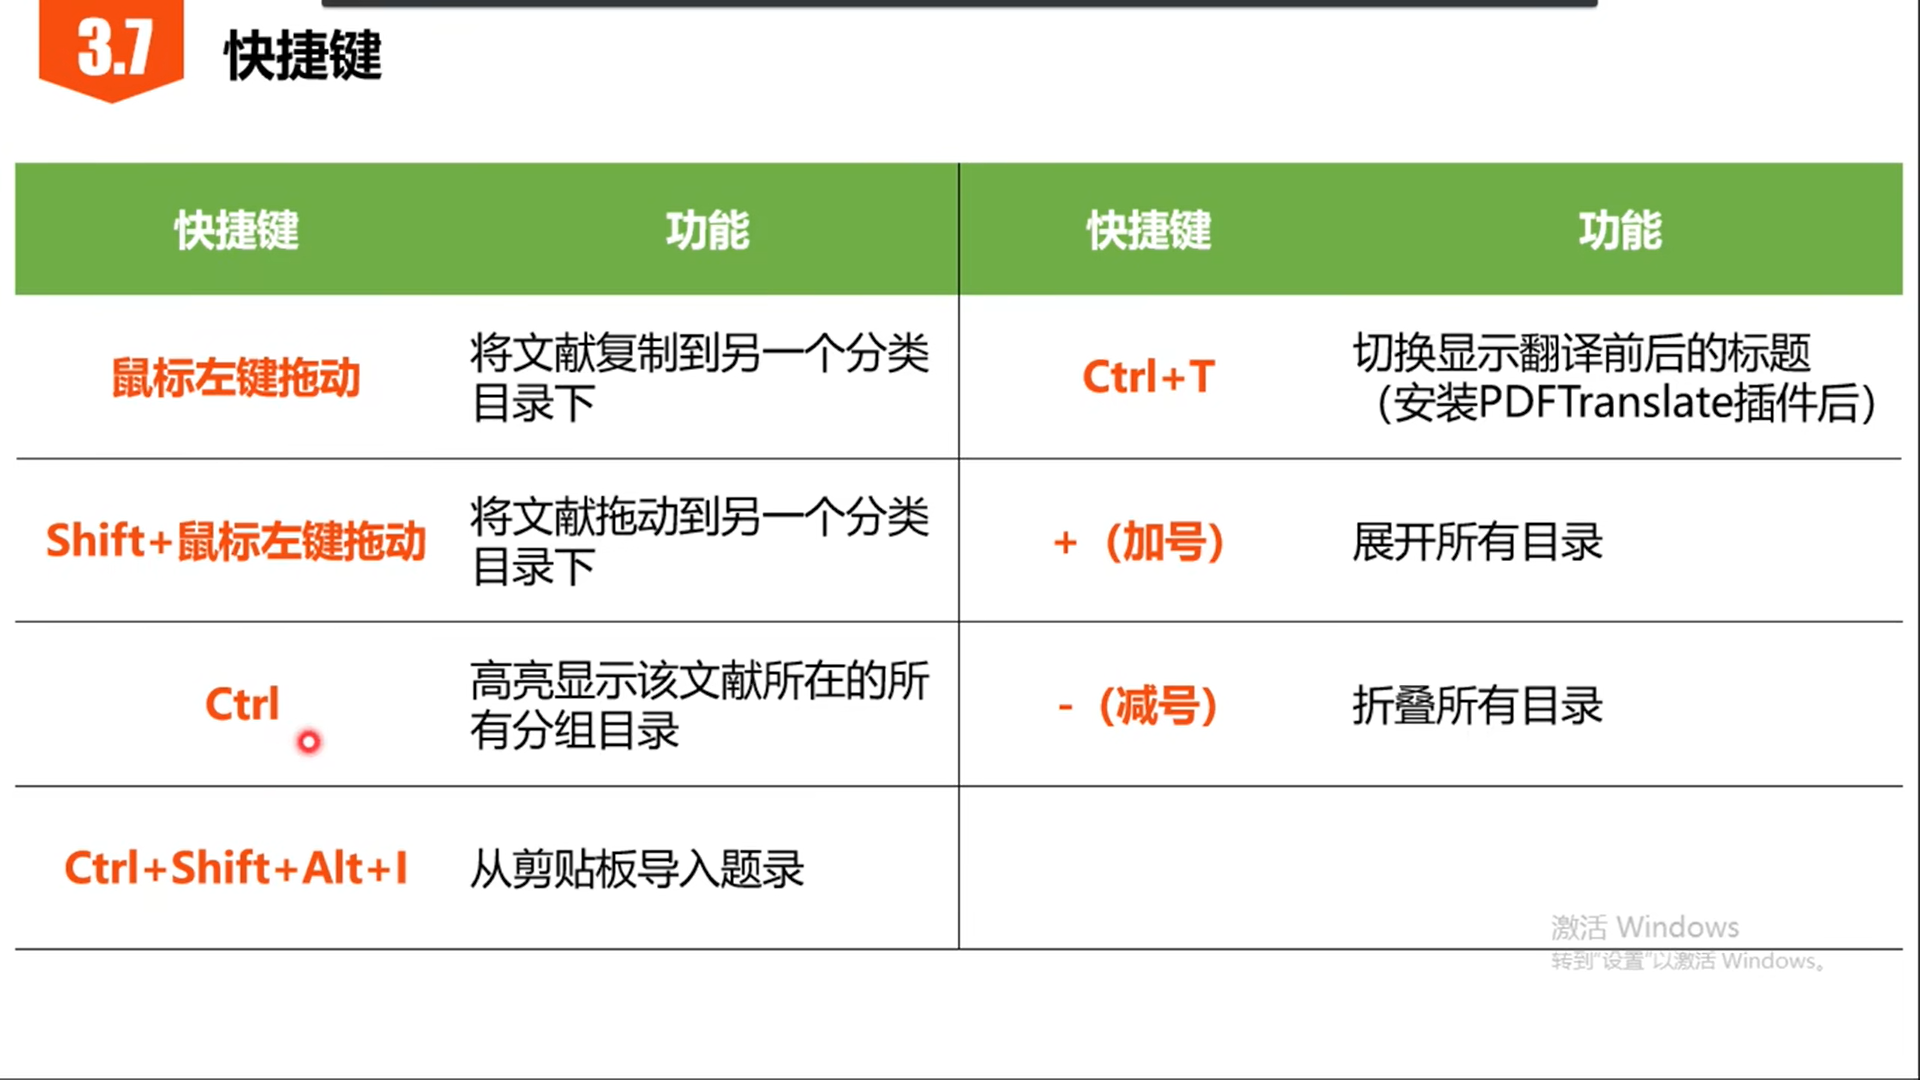 3.7
快捷键
快捷键 功能 快捷键 功能
鼠标左键拖动
将文献复制到另一个分类
目录下
Ctrl+T
切换显示翻译前后的标题
（安装PDFTranslate插件后）
Shift+鼠标左键拖动
将文献拖动到另一个分类
目录下
+（加号）
展开所有目录
Ctrl
高亮显示该文献所在的所
有分组目录
-（减号）
折叠所有目录
Ctrl+Shift+Alt+I
从剪贴板导入题录
激活 Windows
转到“设置”以激活 Windows。